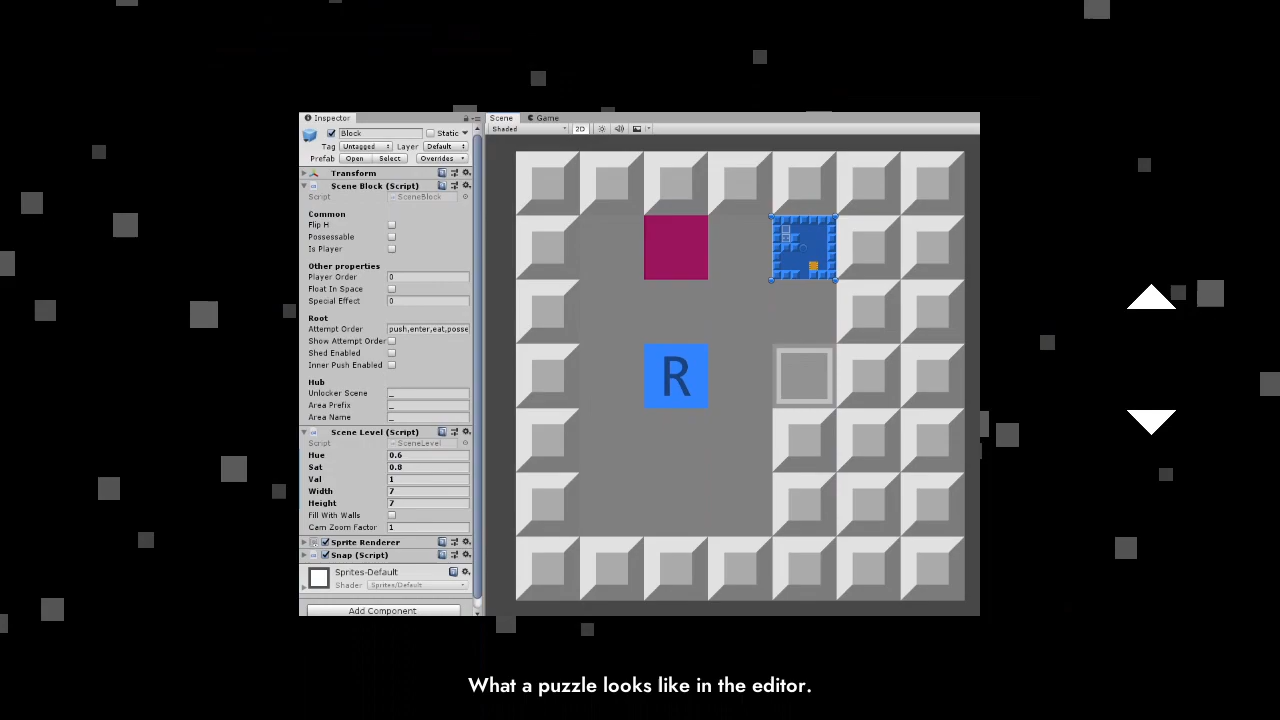 Inspector
Scene Game
Shaded 2D
Block Static
Tag Untagged Layer Default
Prefab Open Select Overrides
Transform
Scene Block (Script)
Script SceneBlock
Common
Flip H
Possessable
Is Player
Other properties
Player Order 0
Float In Space
Special Effect 0
Root
Attempt Order push,enter,eat,posse
Show Attempt Order
Shed Enabled
Inner Push Enabled
Hub
Unlocker Scene _
Area Prefix _
Area Name _
Scene Level (Script)
Script SceneLevel
Hue 0.6
Sat 0.8
Val 1
Width 7
Height 7
Fill With Walls
Cam Zoom Factor 1
Sprite Renderer
Snap (Script)
Sprites-Default
Shader Sprites/Default
Add Component
R
What a puzzle looks like in the editor.